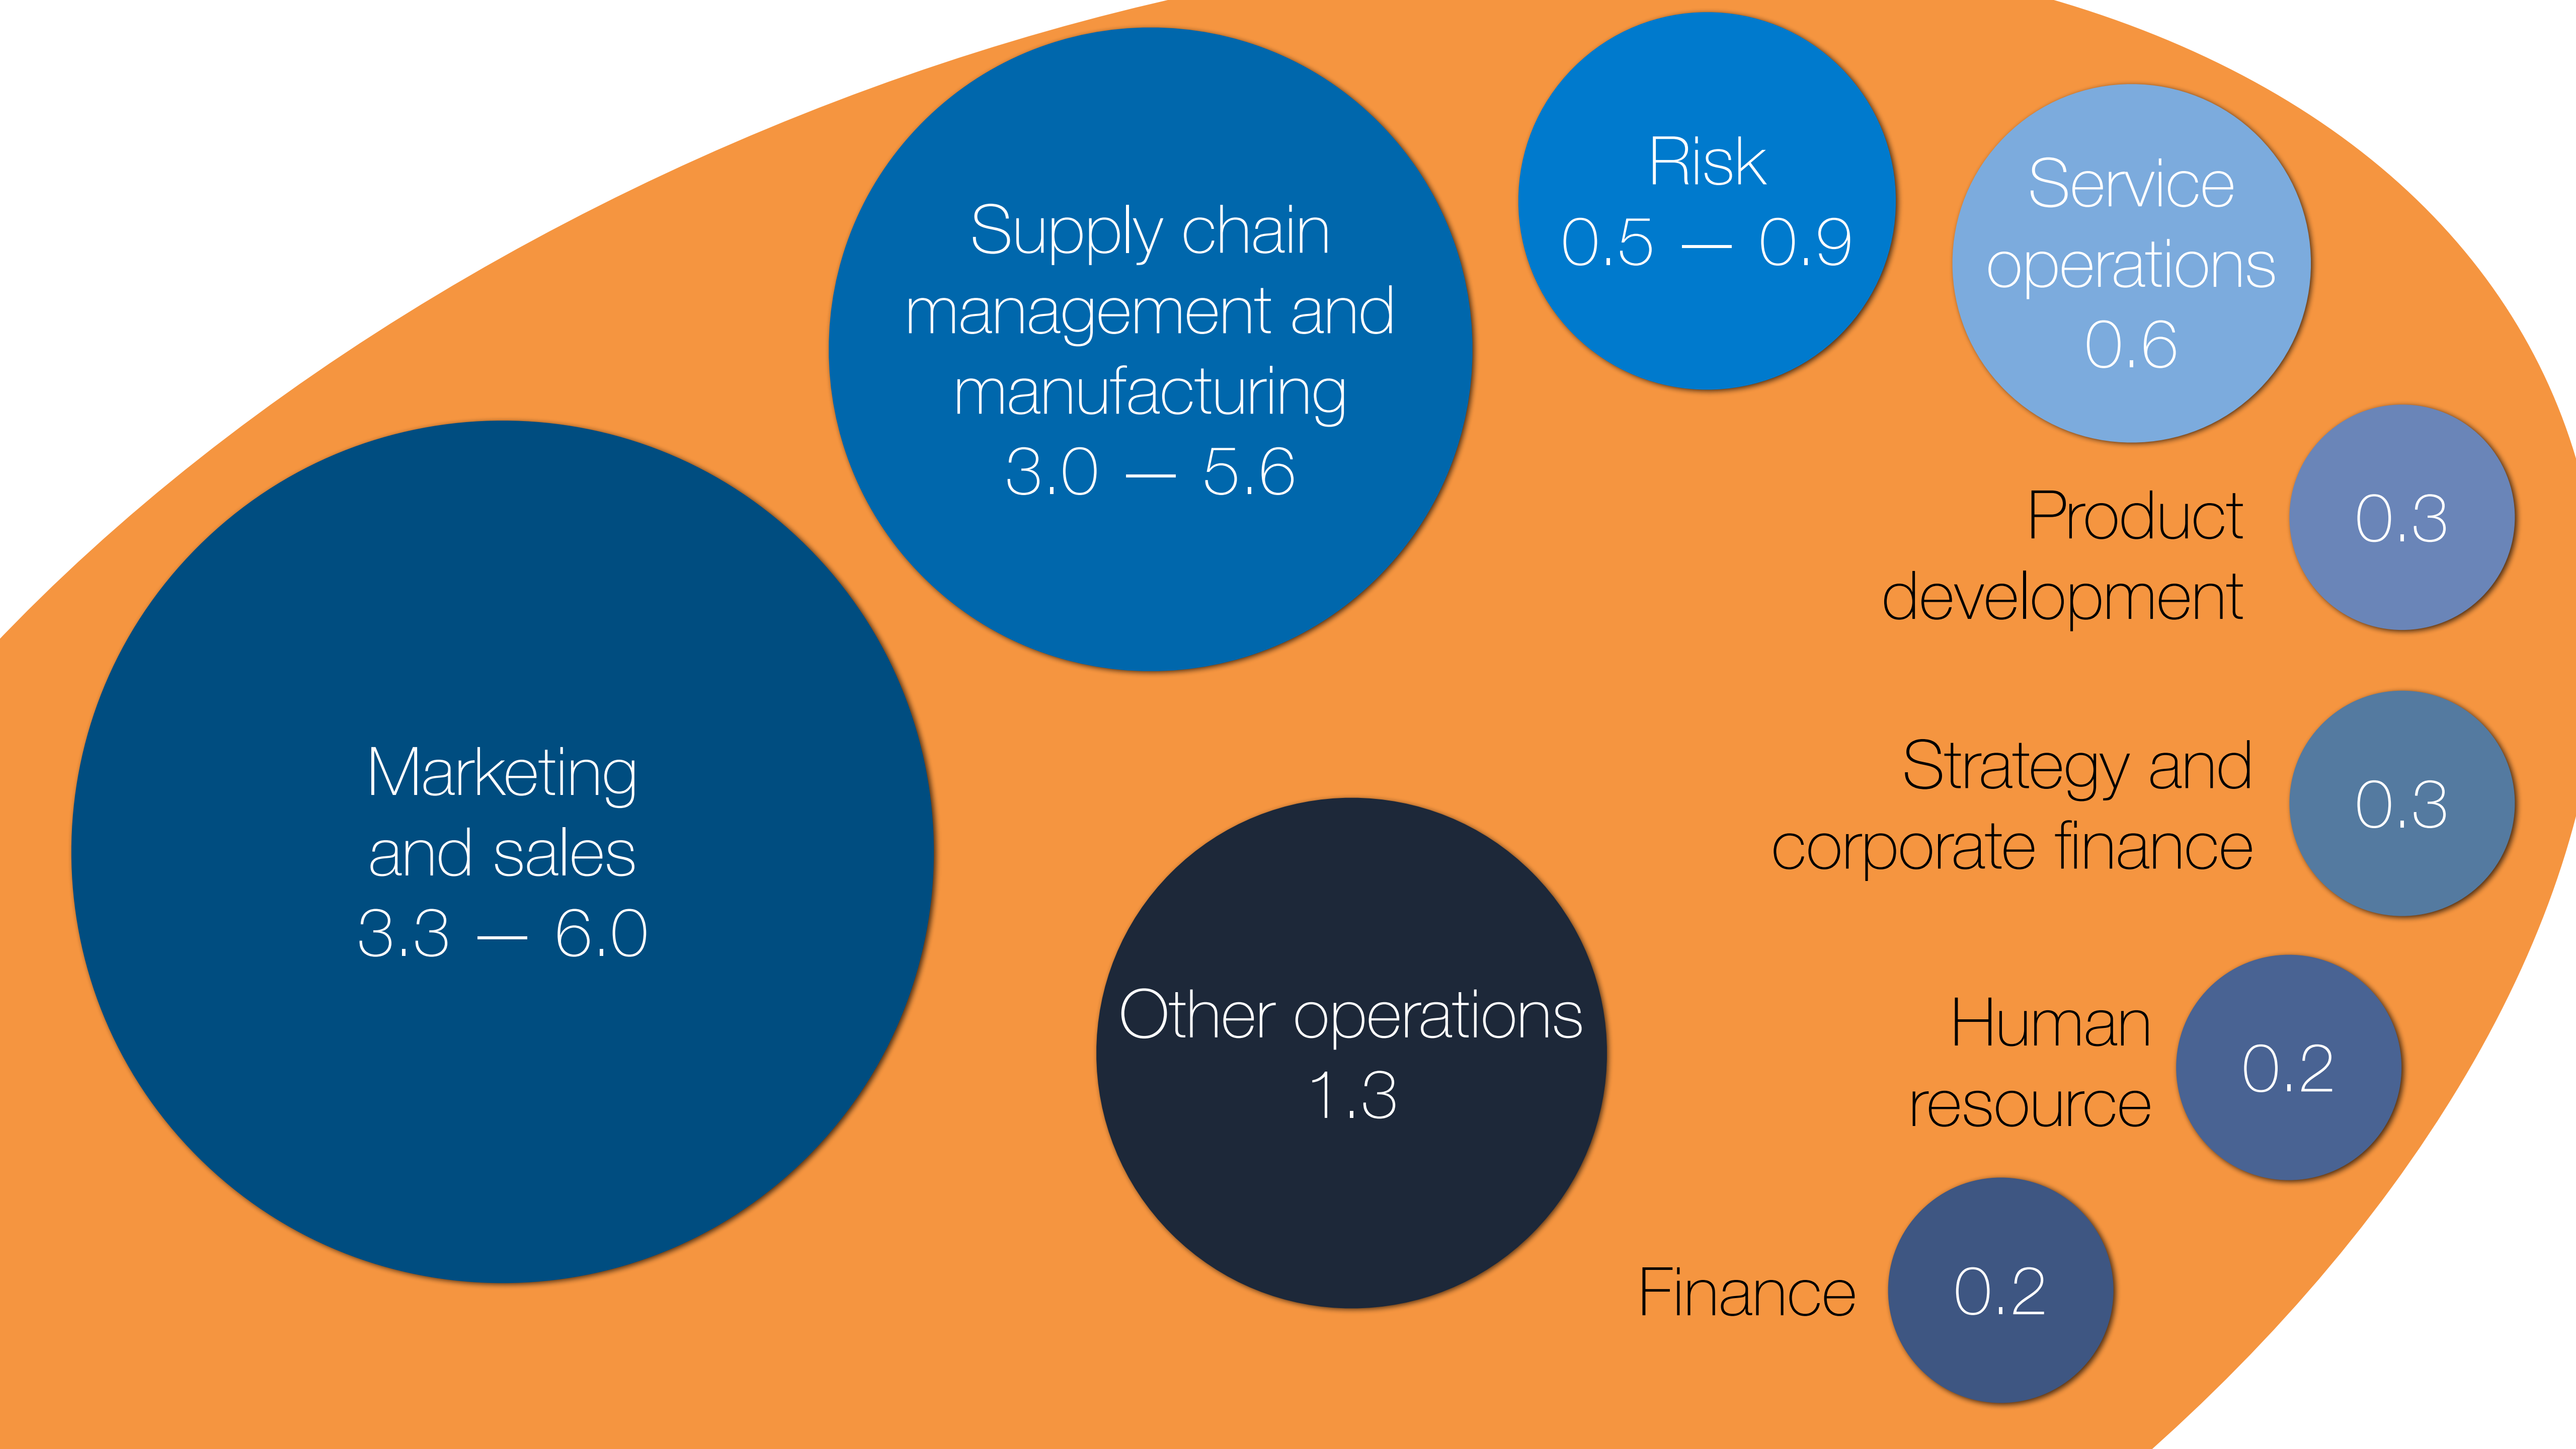 Marketing
and sales
3.3 — 6.0
Supply chain
management and
manufacturing
3.0 — 5.6
Risk
0.5 — 0.9
Service
operations
0.6
Product
development
0.3
Strategy and
corporate finance
0.3
Human
resource
0.2
Finance
0.2
Other operations
1.3